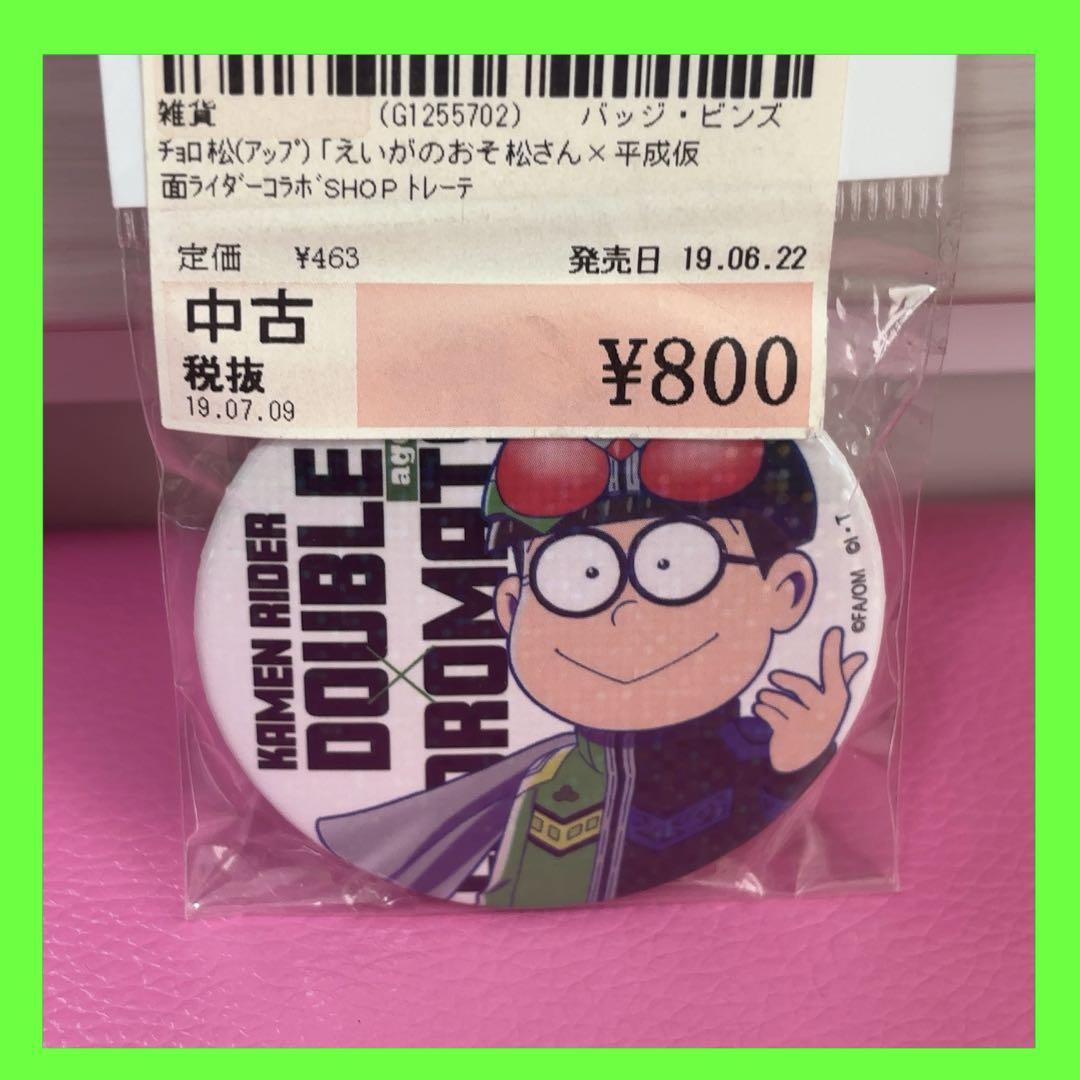 雑貨 (G1255702) バッジ・ピンズ
ﾁｮﾛ松(ｱｯﾌﾟ)「えいがのおそ松さん×平成仮
面ﾗｲﾀﾞｰｺﾗﾎﾞSHOP ﾄﾚｰﾃ
定価 ¥463 発売日 19.06.22
中古
税抜 ¥800
19.07.09
KAMEN RIDER
DOUBLE
×
©FA/OM ©I・T